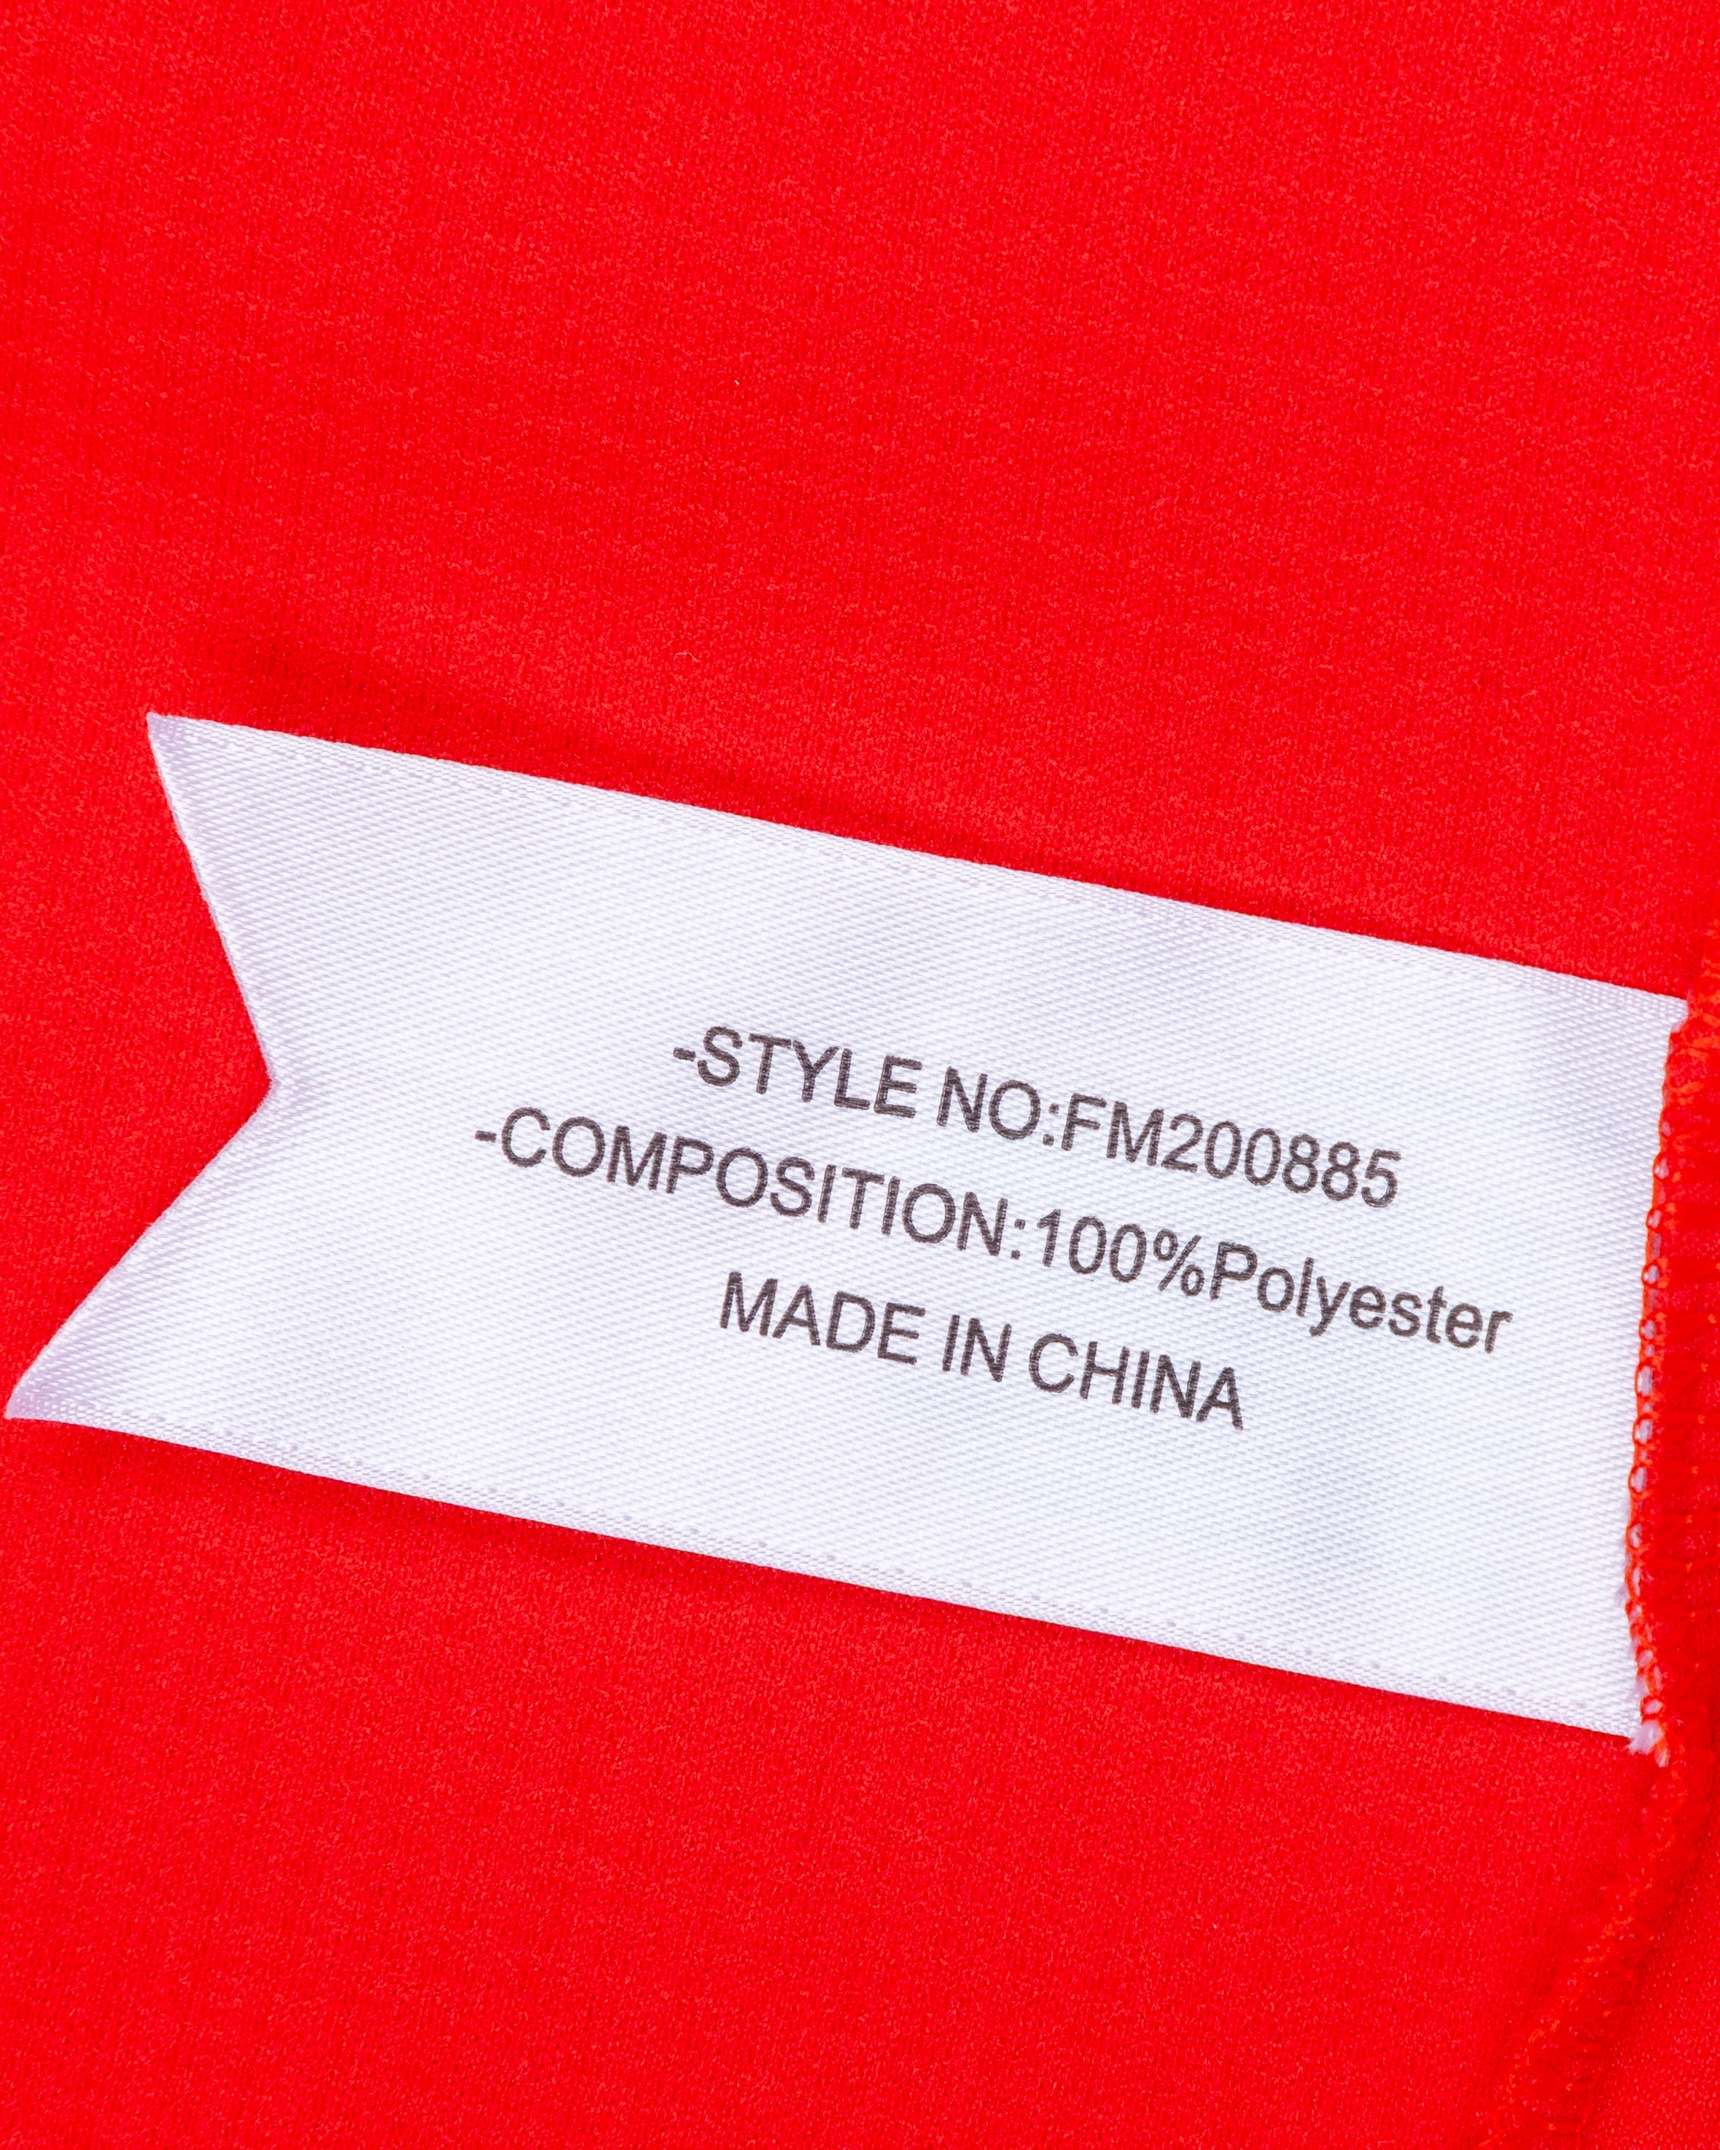 -STYLE NO:FM200885
-COMPOSITION:100%Polyester
MADE IN CHINA